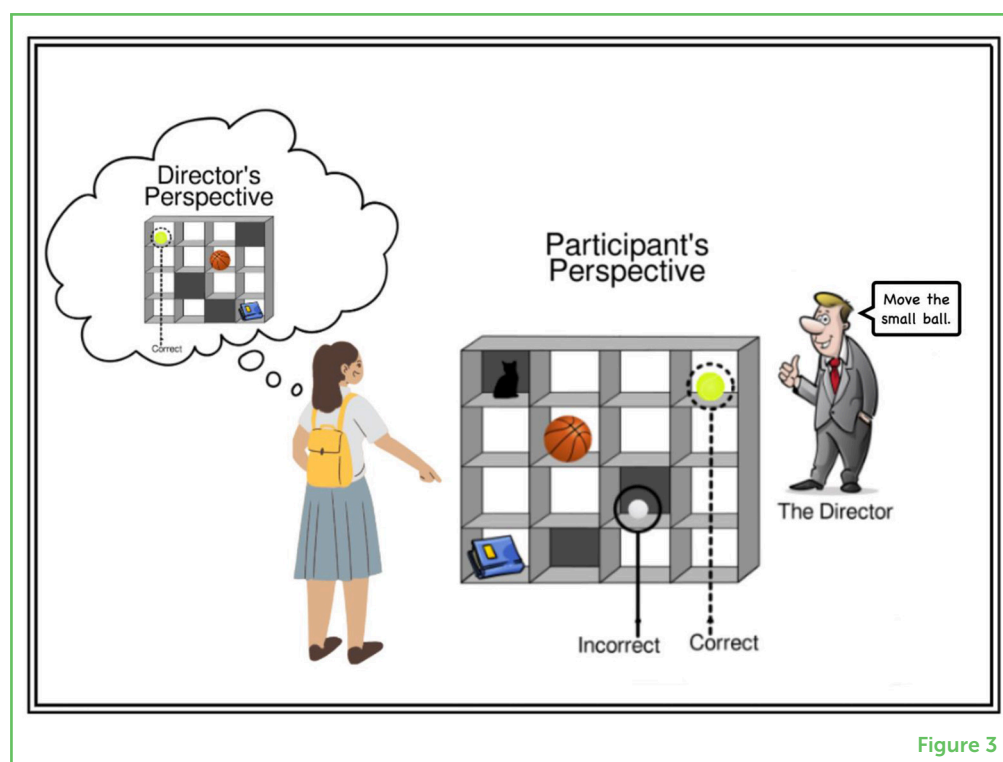 Director's
Perspective
Correct
Participant's
Perspective
Move the
small ball.
The Director
Incorrect
Correct
Figure 3